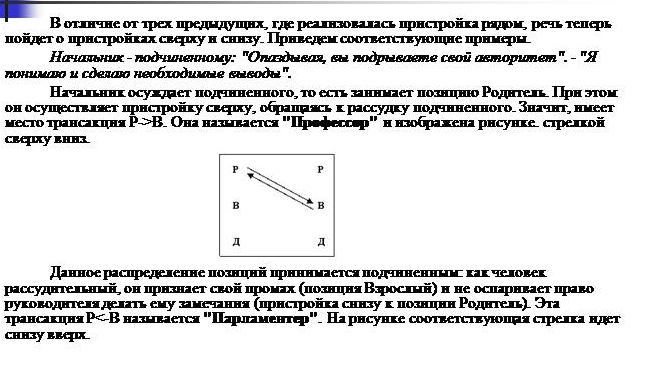 В отличие от трех предыдущих, где реализовалась пристройка рядом, речь теперь
пойдет о пристройках сверху и снизу. Приведем соответствующие примеры.
Начальник - подчиненному: "Опаздывая, вы подрываете свой авторитет". - "Я
понимаю и сделаю необходимые выводы".
Начальник осуждает подчиненного, то есть занимает позицию Родитель. При этом
он осуществляет пристройку сверху, обращаясь к рассудку подчиненного. Значит, имеет
место трансакция Р->В. Она называется "Профессор" и изображена рисунке. стрелкой
сверху вниз.
Р Р
В В
Д Д
Данное распределение позиций принимается подчиненным: как человек
рассудительный, он признает свой промах (позиция Взрослый) и не оспаривает право
руководителя делать ему замечания (пристройка снизу к позиции Родитель). Эта
трансакция Р<-В называется "Парламентер". На рисунке соответствующая стрелка идет
снизу вверх.